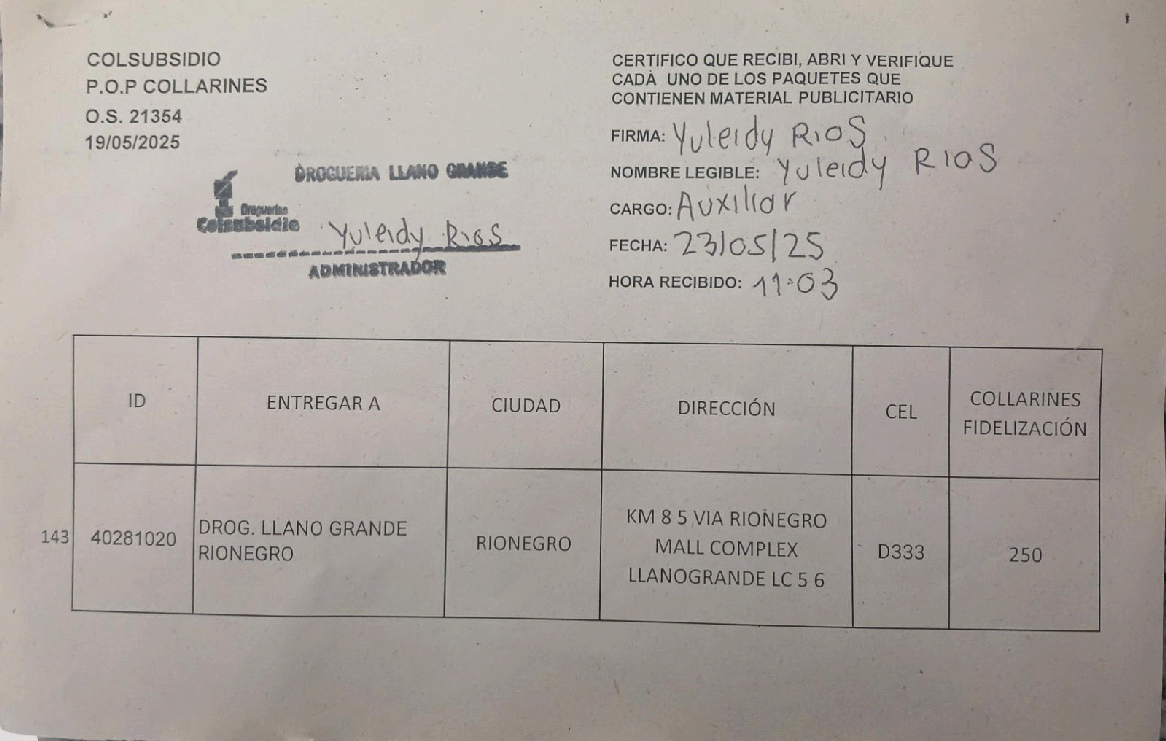 COLSUBSIDIO
P.O.P COLLARINES
O.S. 21354
19/05/2025
DROGUERIA LLANO GRANDE
Droguerías
Colsubsidio
Yuleidy Rios
ADMINISTRADOR
CERTIFICO QUE RECIBI, ABRI Y VERIFIQUE
CADA UNO DE LOS PAQUETES QUE
CONTIENEN MATERIAL PUBLICITARIO
FIRMA: Yuleidy Rios
NOMBRE LEGIBLE: Yuleidy Rios
CARGO: Auxiliar
FECHA: 23/05/25
HORA RECIBIDO: 11:03
ID
ENTREGAR A
CIUDAD
DIRECCIÓN
CEL
COLLARINES
FIDELIZACIÓN
143
40281020
DROG. LLANO GRANDE
RIONEGRO
RIONEGRO
KM 8 5 VIA RIONEGRO
MALL COMPLEX
LLANOGRANDE LC 5 6
D333
250